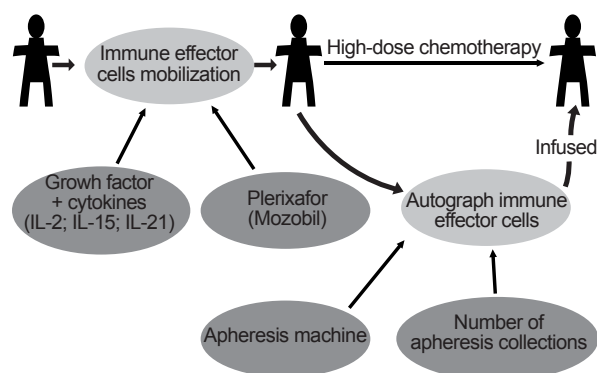 Immune effector
cells mobilization
High-dose chemotherapy
Infused
Growth factor
+ cytokines
(IL-2; IL-15; IL-21)
Plerixafor
(Mozobil)
Autograph immune
effector cells
Apheresis machine
Number of
apheresis collections